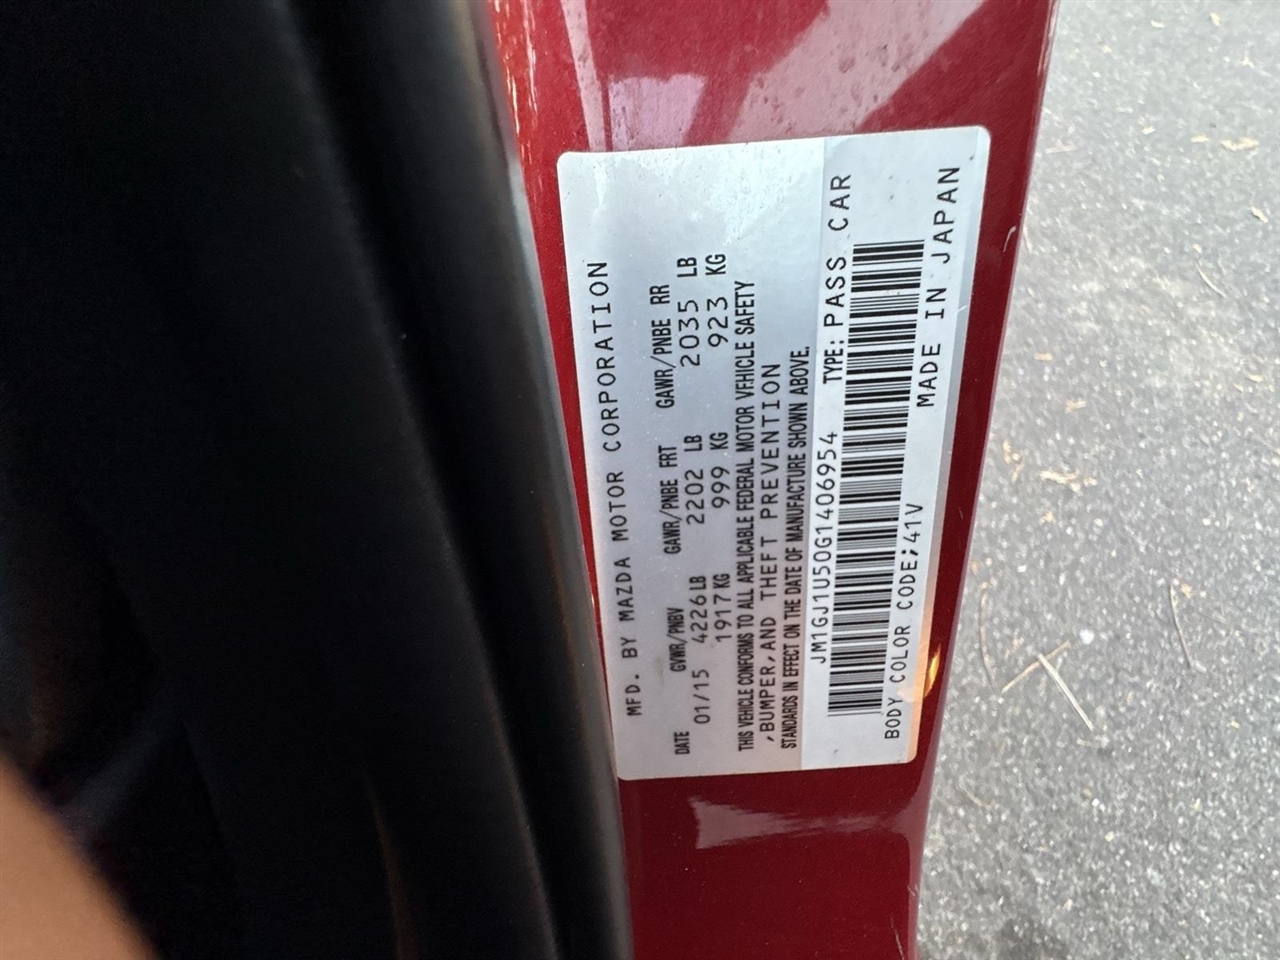 MFD. BY MAZDA MOTOR CORPORATION
DATE GVWR/PNBV GAWR/PNBE FRT GAWR/PNBE RR
01/15 4226LB 2202 LB 2035 LB
1917KG 999 KG 923 KG
THIS VEHICLE CONFORMS TO ALL APPLICABLE FEDERAL MOTOR VEHICLE SAFETY
,BUMPER,AND THEFT PREVENTION
STANDARDS IN EFFECT ON THE DATE OF MANUFACTURE SHOWN ABOVE.
JM1GJ1U50G1406954 TYPE: PASS CAR
BODY COLOR CODE;41V MADE IN JAPAN